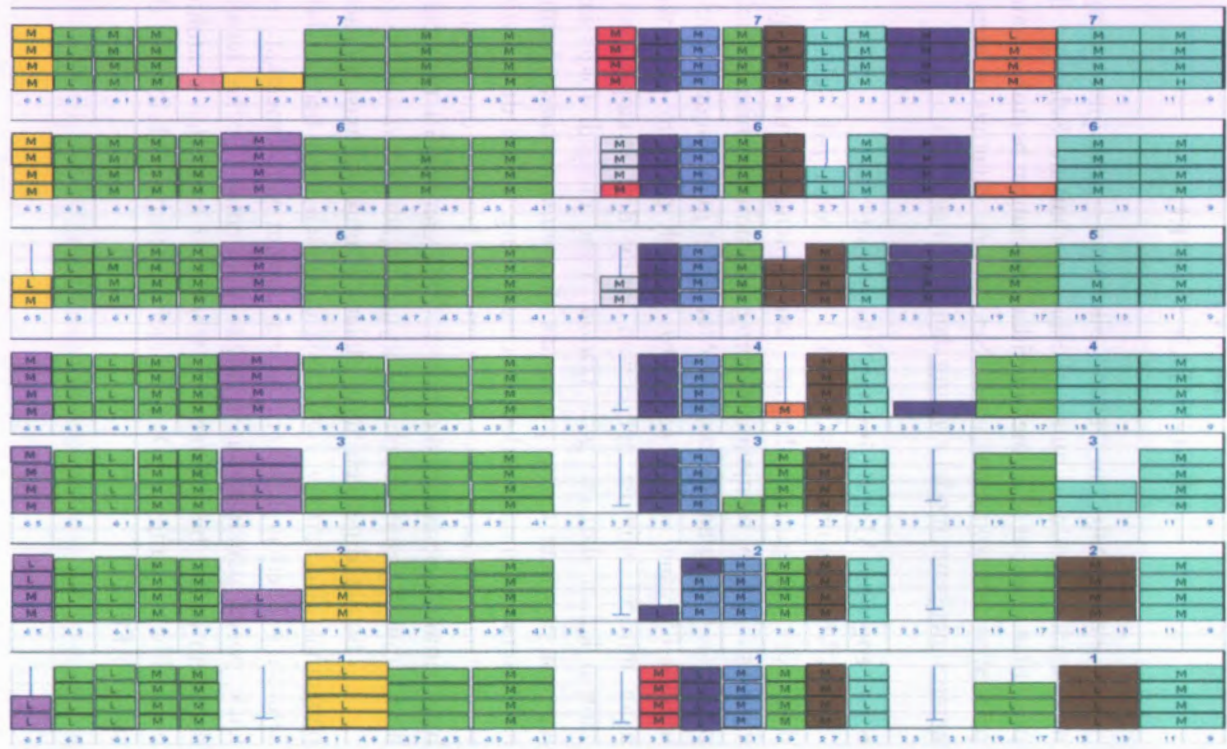 7 7 7
M L M M L M M M L M M L L M M L M M
M L M M L M M M L M M M L M M M M M
M L M M L M M M L M M L L M M M M M
M L M M L L L M M M L M M L L M M M M H
65 63 61 59 57 55 53 51 49 47 45 43 41 39 37 35 33 31 29 27 25 23 21 19 17 15 13 11 9
6 6 6
M L M M M M L L M M L M M L M M M M
M L M M M M L M M M L M M L M M M M
M L M M M M L L M M L M M L L M M M M
M L M M M M L M M M L M M L L M M L M M
65 63 61 59 57 55 53 51 49 47 45 43 41 39 37 35 33 31 29 27 25 23 21 19 17 15 13 11 9
5 5 5
L L M M M L L M L M L M L M L M
L M M M M L L M L M L L M L M L M
L L L M M M L L M M L M M L M L M M L M
M L L M M M L L M M L M M L M L M M M
65 63 61 59 57 55 53 51 49 47 45 43 41 39 37 35 33 31 29 27 25 23 21 19 17 15 13 11 9
4 4 4
M L L M M M L L M L M L M L L L M
M L L M M M L L M L M L M L L L M
M L L M M M L L M L M L M L L L M
M L L M M M L L M L M L M M L L L L M
65 63 61 59 57 55 53 51 49 47 45 43 41 39 37 35 33 31 29 27 25 23 21 19 17 15 13 11 9
3 3 3
M L L M M L L M L M M M L L M
M L L M M L L M L M M M L L M
M L L M M L L L M L M M M L L L M
M L L M M L L L M L M L H M L L L M
65 63 61 59 57 55 53 51 49 47 45 43 41 39 37 35 33 31 29 27 25 23 21 19 17 15 13 11 9
2 2 2
L L L M M L L M M M M L L M M
L L L M M L L M M M M M L L M M
M L L M M L M L M M M M M L L M M
M L L M M L M L M L M M M M L L M M
65 63 61 59 57 55 53 51 49 47 45 43 41 39 37 35 33 31 29 27 25 23 21 19 17 15 13 11 9
1 1 1
L L M M L L M M L M M M L L M
L L M M L L M M L M M M L L L M
L L L M M L L M M L M M M L L L M
L L L M M L L M M L M M M L L L M
65 63 61 59 57 55 53 51 49 47 45 43 41 39 37 35 33 31 29 27 25 23 21 19 17 15 13 11 9